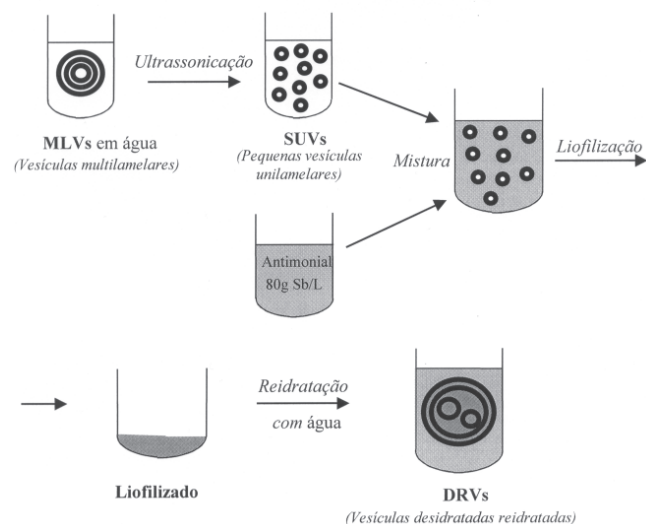 Ultrassonicação
MLVs em água
(Vesículas multilamelares)
SUVs
(Pequenas vesículas
unilamelares)
Mistura
Liofilização
Antimonial
80g Sb/L
Reidratação
com água
Liofilizado
DRVs
(Vesículas desidratadas reidratadas)